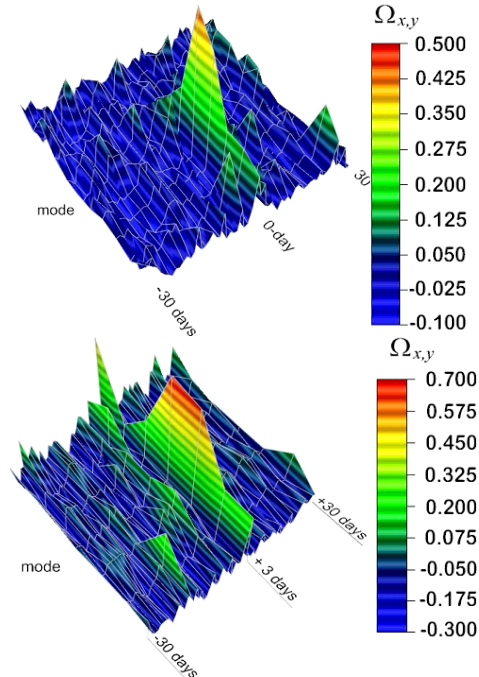 Ωx,y
0.500
0.425
0.350
0.275
0.200
0.125
0.050
-0.025
-0.100
mode
30
0-day
-30 days
Ωx,y
0.700
0.575
0.450
0.325
0.200
0.075
-0.050
-0.175
-0.300
+30 days
+ 3 days
mode
-30 days